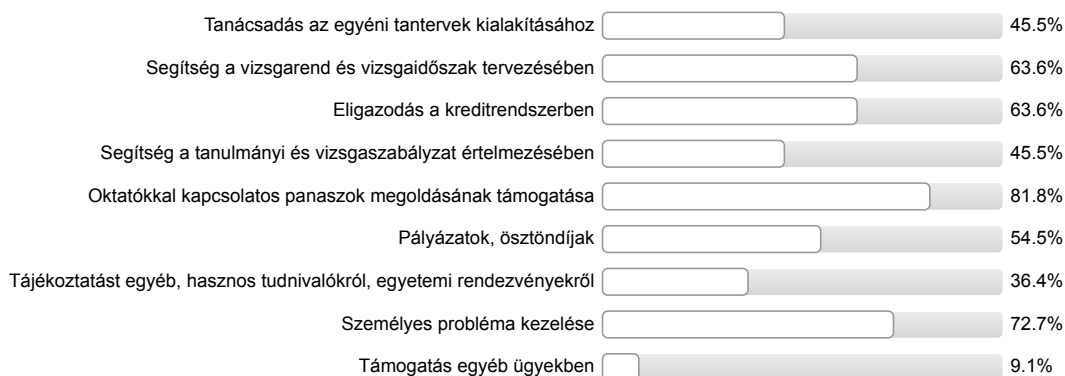 Tanácsadás az egyéni tantervek kialakításához 45.5%
Segítség a vizsgarend és vizsgaidőszak tervezésében 63.6%
Eligazodás a kreditrendszerben 63.6%
Segítség a tanulmányi és vizsgaszabályzat értelmezésében 45.5%
Oktatókkal kapcsolatos panaszok megoldásának támogatása 81.8%
Pályázatok, ösztöndíjak 54.5%
Tájékoztatást egyéb, hasznos tudnivalókról, egyetemi rendezvényekről 36.4%
Személyes probléma kezelése 72.7%
Támogatás egyéb ügyekben 9.1%